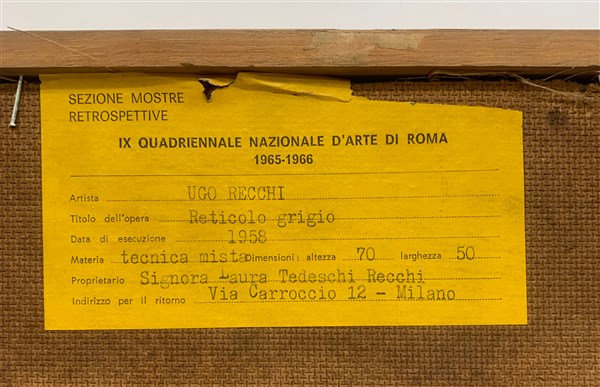 SEZIONE MOSTRE
RETROSPETTIVE
IX QUADRIENNALE NAZIONALE D'ARTE DI ROMA
1965-1966
Artista UGO RECCHI
Titolo dell'opera Reticolo grigio
Data di esecuzione 1958
Materia tecnica mista Dimensioni: altezza 70 larghezza 50
Proprietario Signora Laura Tedeschi Recchi
Indirizzo per il ritorno Via Carroccio 12 - Milano